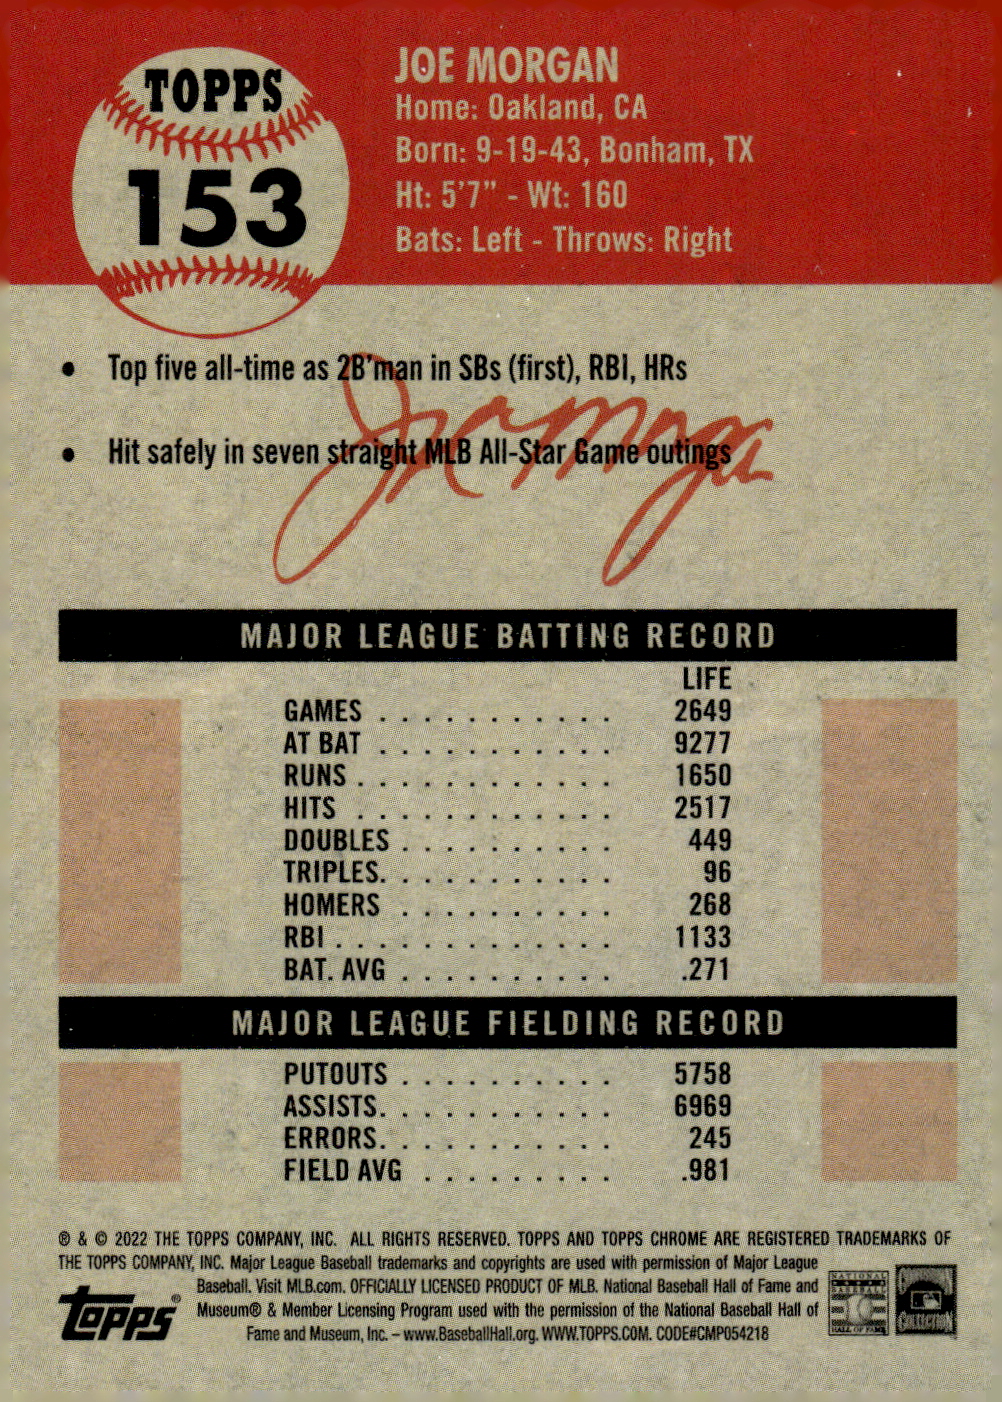 TOPPS
153
JOE MORGAN
Home: Oakland, CA
Born: 9-19-43, Bonham, TX
Ht: 5'7" - Wt: 160
Bats: Left - Throws: Right
• Top five all-time as 2B'man in SBs (first), RBI, HRs
• Hit safely in seven straight MLB All-Star Game outings
Joe Morgan
MAJOR LEAGUE BATTING RECORD
LIFE
GAMES . . . . . . . . . . . 2649
AT BAT . . . . . . . . . . . 9277
RUNS . . . . . . . . . . . . 1650
HITS . . . . . . . . . . . . 2517
DOUBLES . . . . . . . . . . 449
TRIPLES. . . . . . . . . . . 96
HOMERS . . . . . . . . . . 268
RBI . . . . . . . . . . . . . 1133
BAT. AVG . . . . . . . . . . .271
MAJOR LEAGUE FIELDING RECORD
PUTOUTS . . . . . . . . . . 5758
ASSISTS. . . . . . . . . . . 6969
ERRORS. . . . . . . . . . . 245
FIELD AVG . . . . . . . . . .981
® & © 2022 THE TOPPS COMPANY, INC. ALL RIGHTS RESERVED. TOPPS AND TOPPS CHROME ARE REGISTERED TRADEMARKS OF
THE TOPPS COMPANY, INC. Major League Baseball trademarks and copyrights are used with permission of Major League
Baseball. Visit MLB.com. OFFICIALLY LICENSED PRODUCT OF MLB. National Baseball Hall of Fame and
Museum® & Member Licensing Program used with the permission of the National Baseball Hall of
Fame and Museum, Inc. – www.BaseballHall.org. WWW.TOPPS.COM. CODE#CMP054218
Topps®
NATIONAL
BASEBALL
HALL OF FAME
COLLECTION